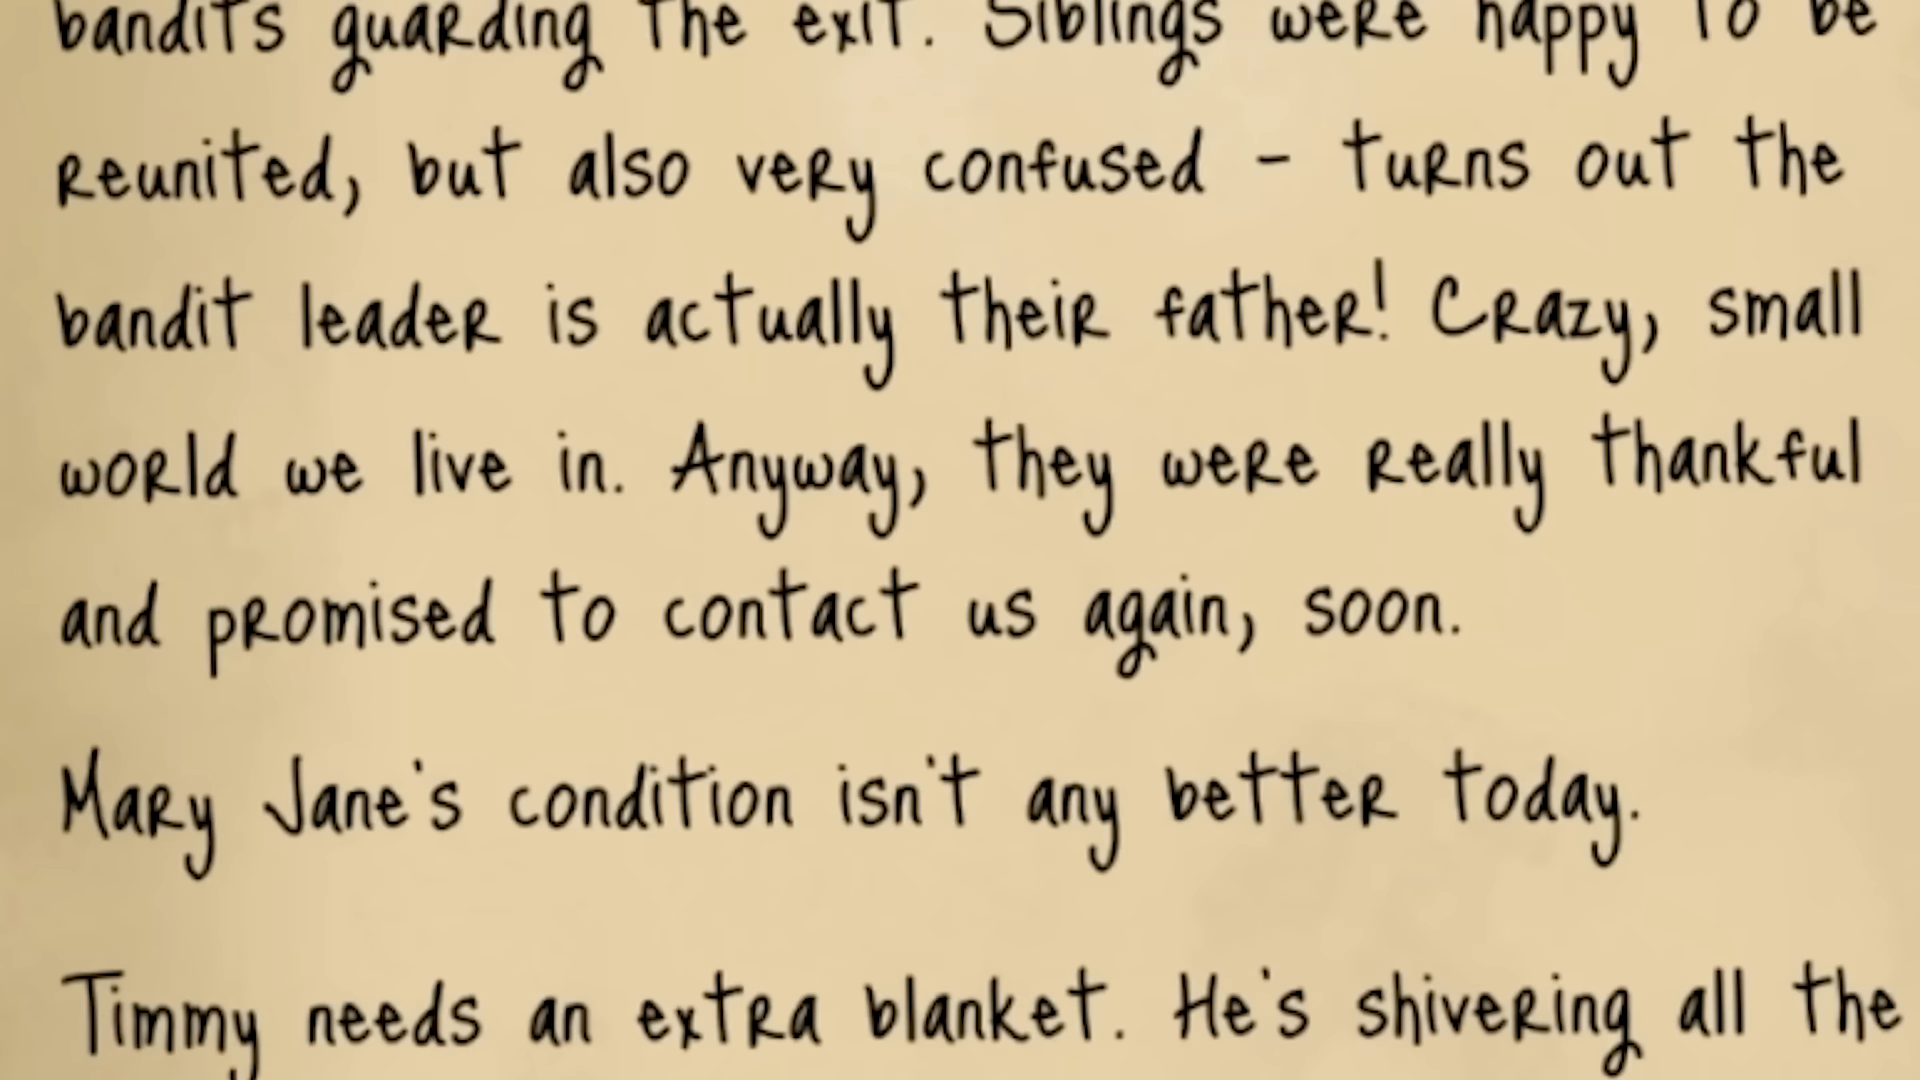 bandits guarding the exit. Siblings were happy to be
reunited, but also very confused - turns out the
bandit leader is actually their father! Crazy, small
world we live in. Anyway, they were really thankful
and promised to contact us again, soon.
Mary Jane's condition isn't any better today.
Timmy needs an extra blanket. He's shivering all the